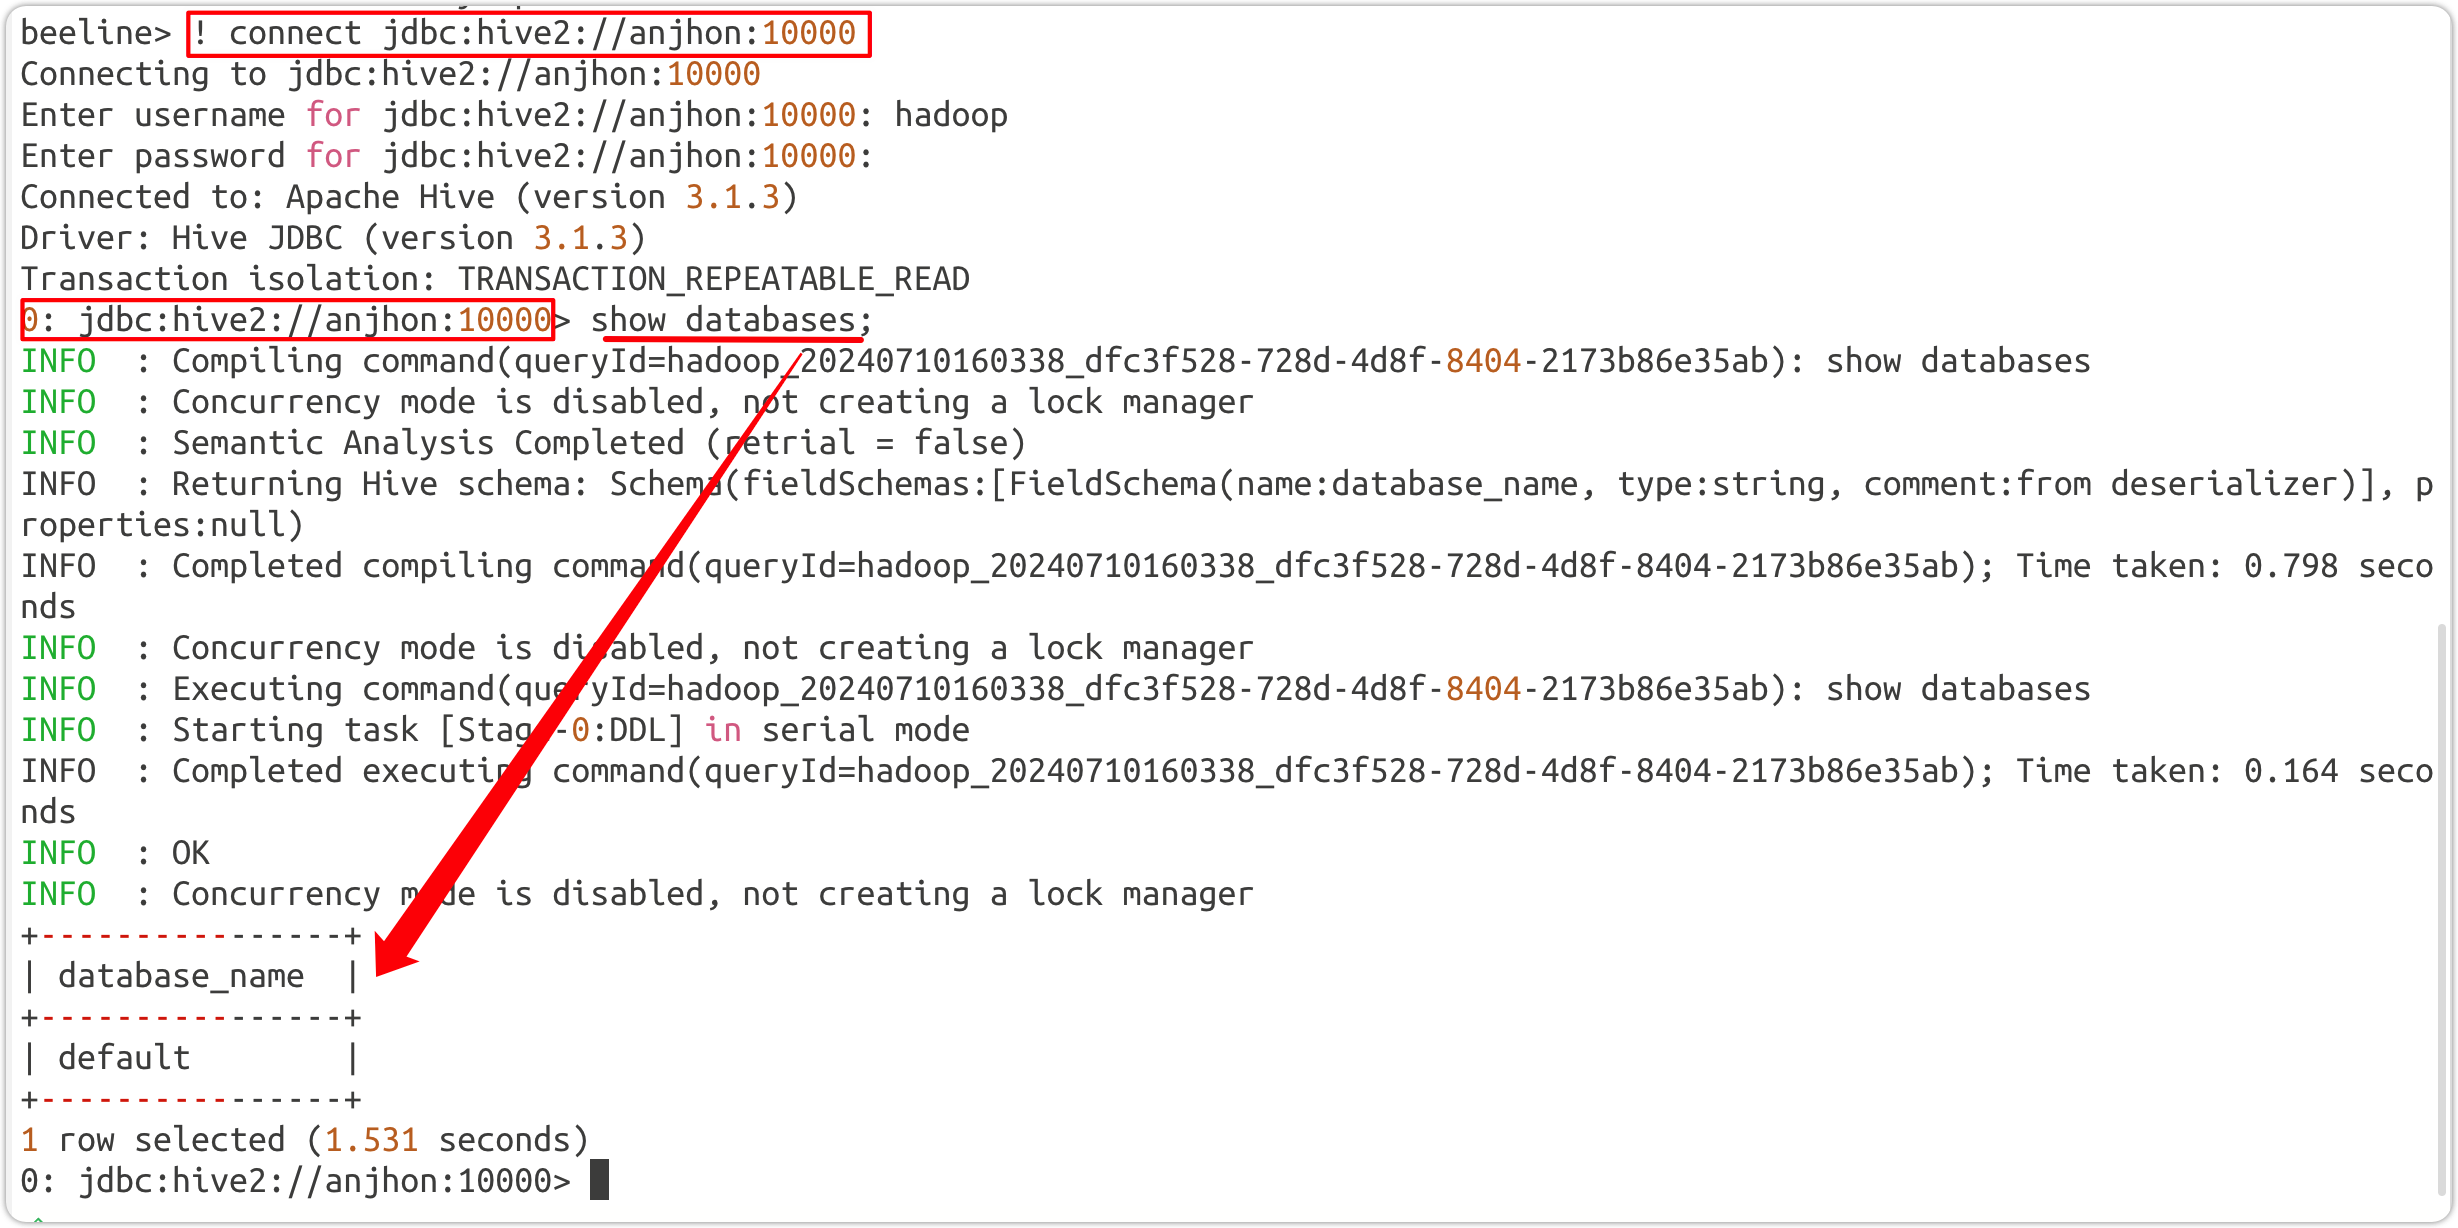 beeline> ! connect jdbc:hive2://anjhon:10000
Connecting to jdbc:hive2://anjhon:10000
Enter username for jdbc:hive2://anjhon:10000: hadoop
Enter password for jdbc:hive2://anjhon:10000:
Connected to: Apache Hive (version 3.1.3)
Driver: Hive JDBC (version 3.1.3)
Transaction isolation: TRANSACTION_REPEATABLE_READ
0: jdbc:hive2://anjhon:10000> show databases;
INFO  : Compiling command(queryId=hadoop_20240710160338_dfc3f528-728d-4d8f-8404-2173b86e35ab): show databases
INFO  : Concurrency mode is disabled, not creating a lock manager
INFO  : Semantic Analysis Completed (retrial = false)
INFO  : Returning Hive schema: Schema(fieldSchemas:[FieldSchema(name:database_name, type:string, comment:from deserializer)], p
roperties:null)
INFO  : Completed compiling command(queryId=hadoop_20240710160338_dfc3f528-728d-4d8f-8404-2173b86e35ab); Time taken: 0.798 seco
nds
INFO  : Concurrency mode is disabled, not creating a lock manager
INFO  : Executing command(queryId=hadoop_20240710160338_dfc3f528-728d-4d8f-8404-2173b86e35ab): show databases
INFO  : Starting task [Stage-0:DDL] in serial mode
INFO  : Completed executing command(queryId=hadoop_20240710160338_dfc3f528-728d-4d8f-8404-2173b86e35ab); Time taken: 0.164 seco
nds
INFO  : OK
INFO  : Concurrency mode is disabled, not creating a lock manager
+----------------+
| database_name  |
+----------------+
| default        |
+----------------+
1 row selected (1.531 seconds)
0: jdbc:hive2://anjhon:10000>